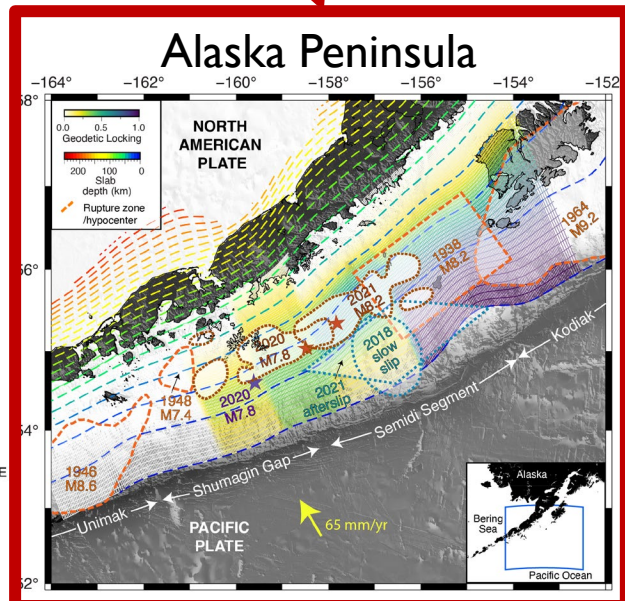 Alaska Peninsula
−164° −162° −160° −158° −156° −154° −152
58°
56°
54°
52°
0.0 1.0
Geodetic Locking
200 100 0
Slab
depth (km)
Rupture zone
/hypocenter
NORTH
AMERICAN
PLATE
1964
M9.2
1938
M8.2
2021
M8.2
2020
M7.8
2018
slow
slip
2021
afterslip
2020
M7.8
1948
M7.4
1946
M8.6
Kodiak
Semidi Segment
Shumagin Gap
Unimak
PACIFIC
PLATE
65 mm/yr
Alaska
Bering
Sea
Pacific Ocean
E